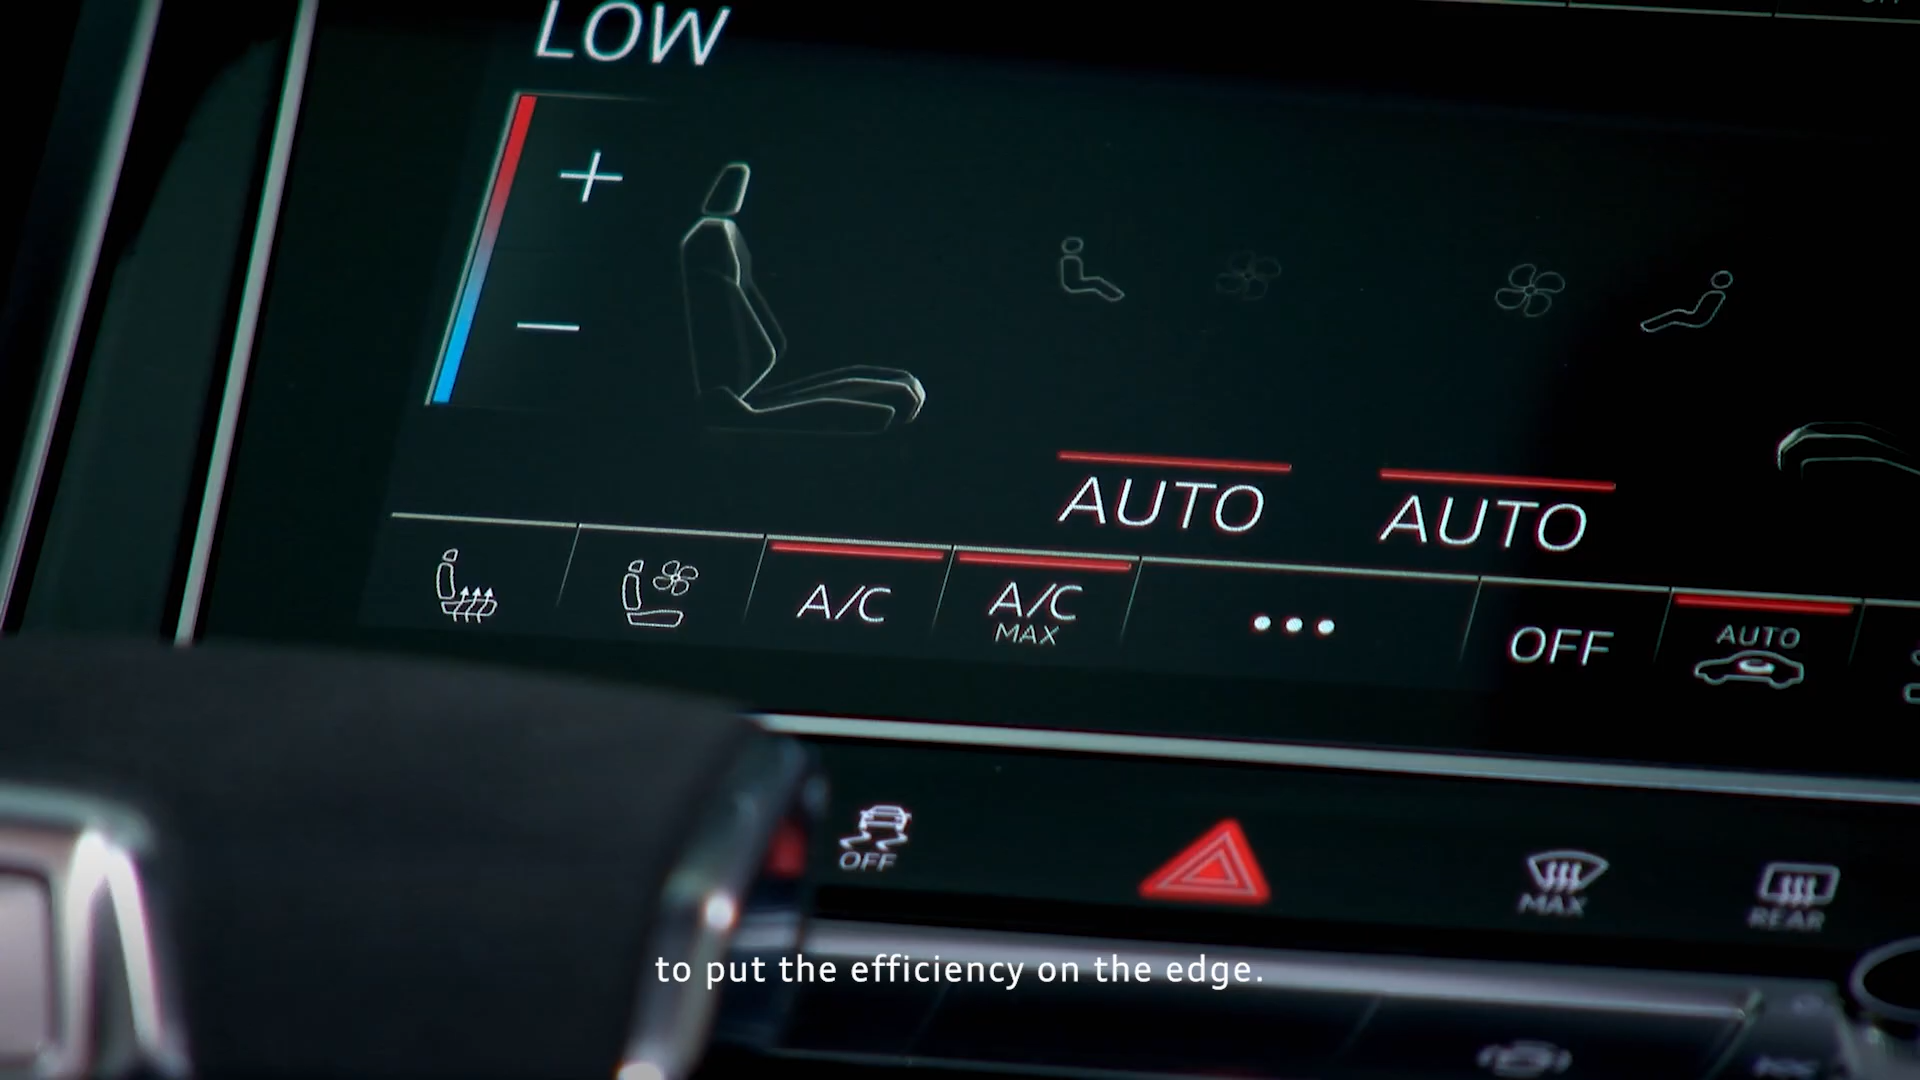 LOW
AUTO
AUTO
A/C
A/C
MAX
OFF
AUTO
OFF
MAX
REAR
to put the efficiency on the edge.